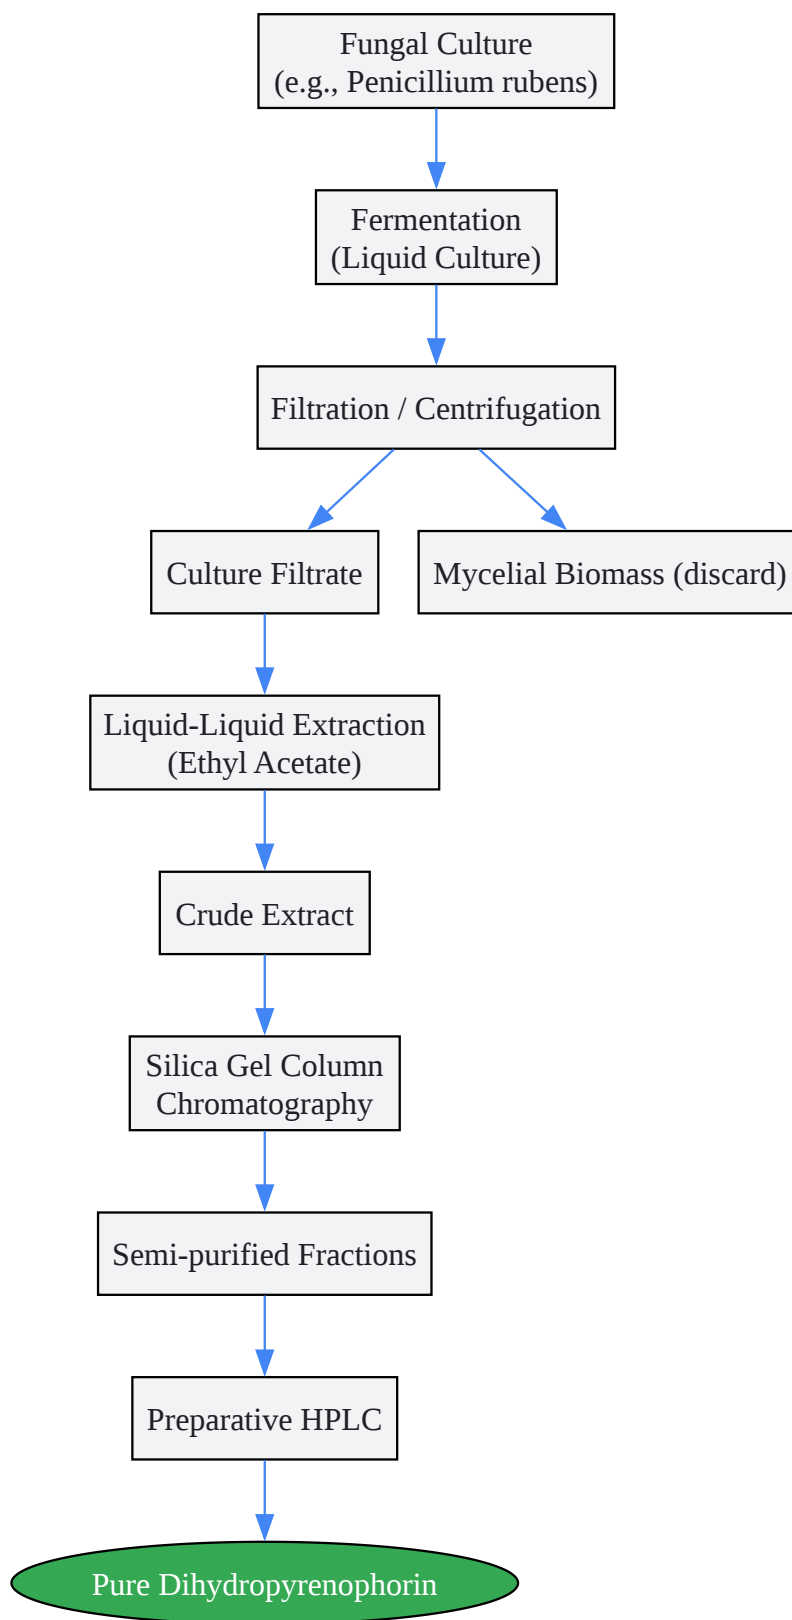 Fungal Culture
(e.g., Penicillium rubens)
Fermentation
(Liquid Culture)
Filtration / Centrifugation
Culture Filtrate
Mycelial Biomass (discard)
Liquid-Liquid Extraction
(Ethyl Acetate)
Crude Extract
Silica Gel Column
Chromatography
Semi-purified Fractions
Preparative HPLC
Pure Dihydropyrenophorin